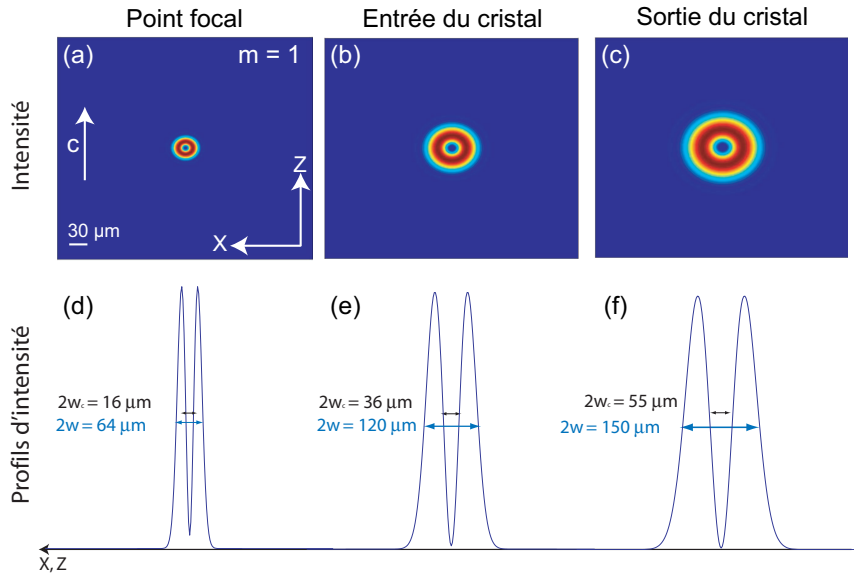 Point focal
Entrée du cristal
Sortie du cristal
Intensité
(a)
m = 1
c
30 µm
X
Z
(b)
(c)
Profils d'intensité
(d)
2wc = 16 µm
2w = 64 µm
(e)
2wc = 36 µm
2w = 120 µm
(f)
2wc = 55 µm
2w = 150 µm
X, Z